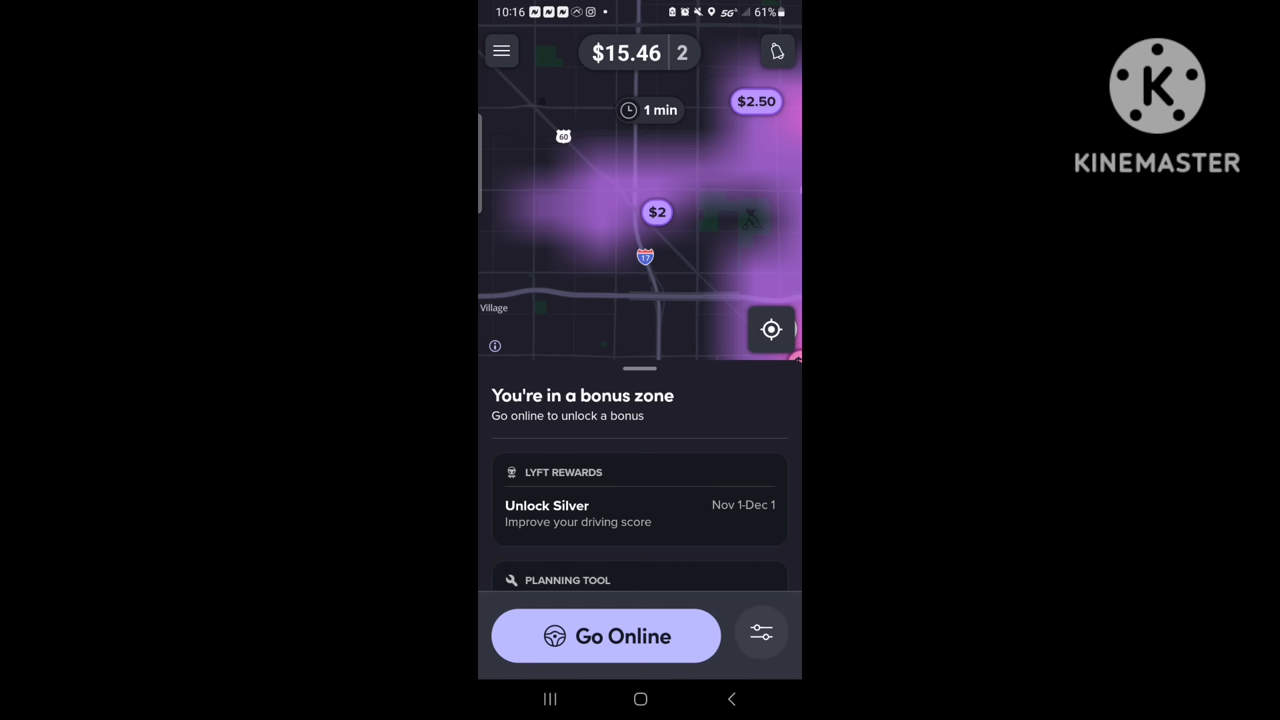 10:16 5G 61%
$15.46 2
$2.50
1 min
60
$2
17
Village
You're in a bonus zone
Go online to unlock a bonus
LYFT REWARDS
Unlock Silver Nov 1-Dec 1
Improve your driving score
PLANNING TOOL
Go Online
K
KINEMASTER